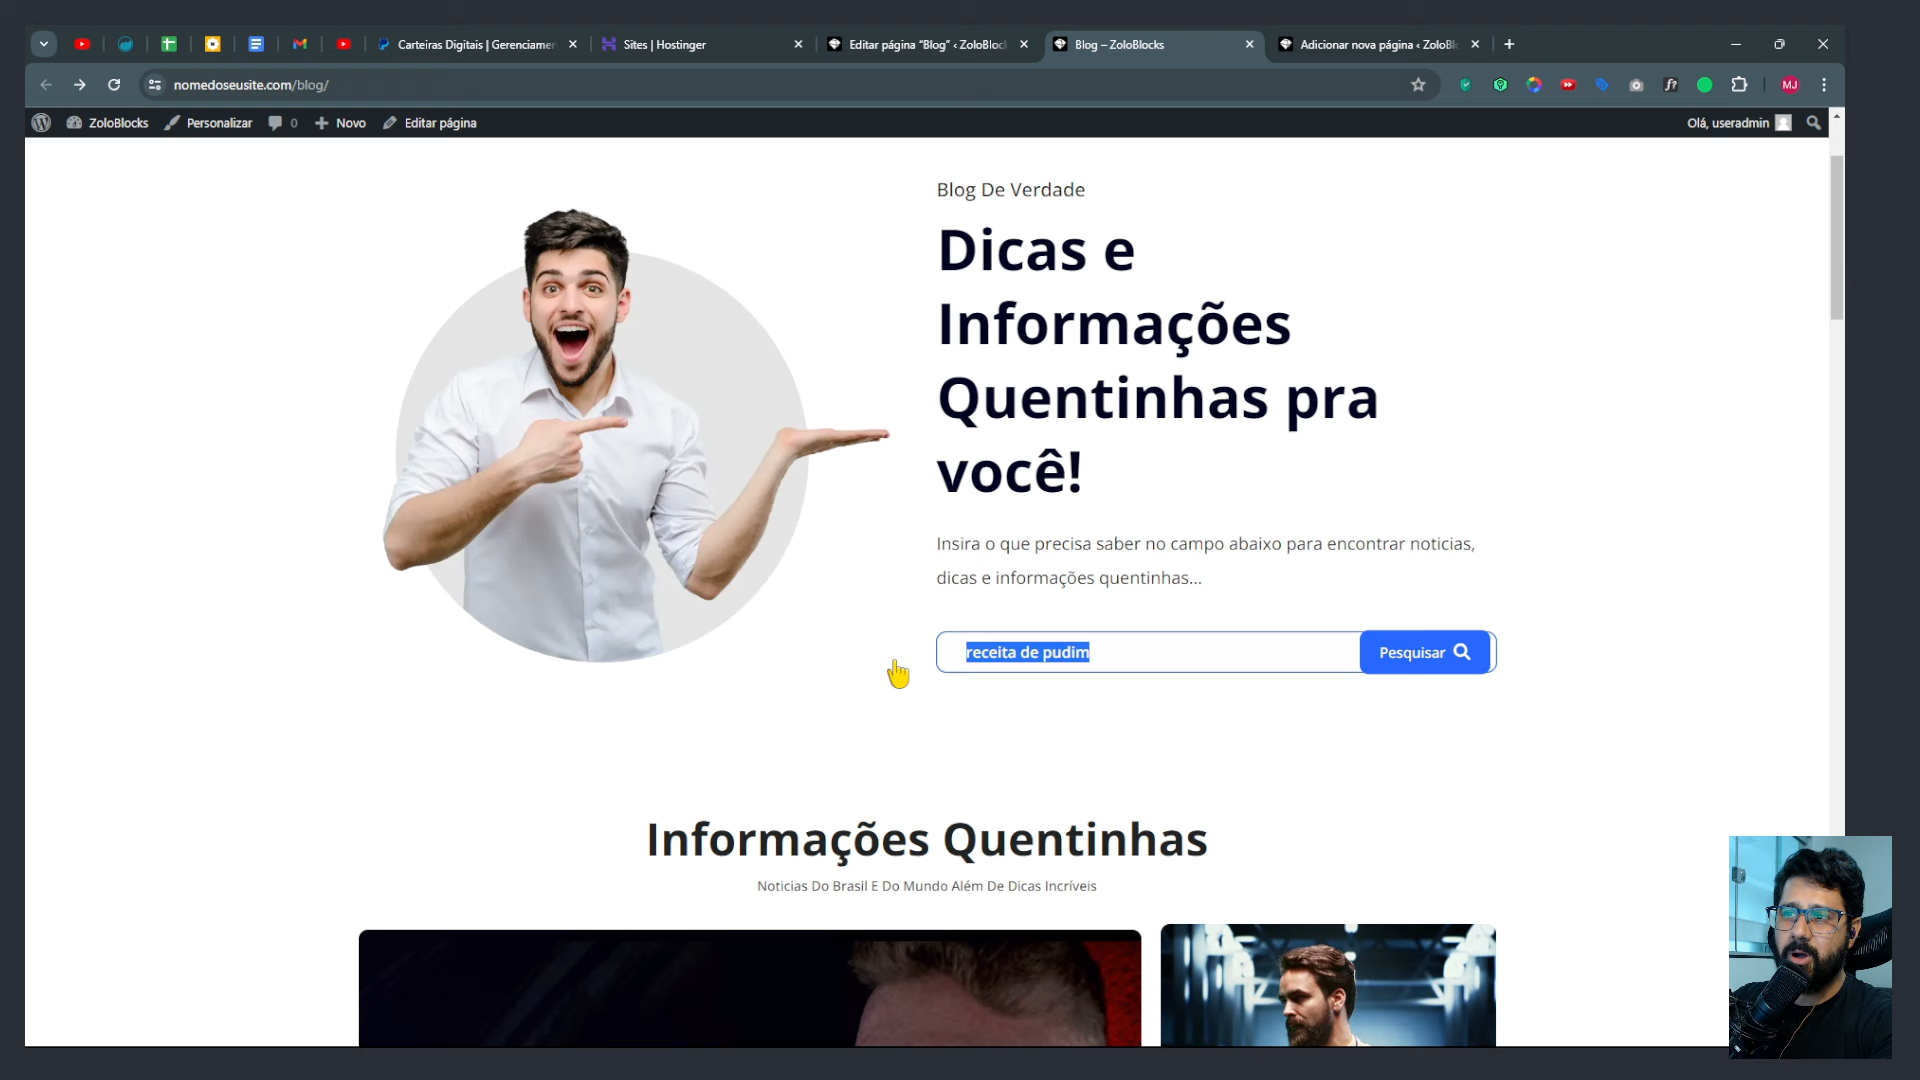 Carteiras Digitais | Gerenciamen
Sites | Hostinger
Editar página "Blog" ‹ ZoloBloc
Blog – ZoloBlocks
Adicionar nova página ‹ ZoloBl
nomedoseusite.com/blog/
MJ
ZoloBlocks
Personalizar
0
Novo
Editar página
Olá, useradmin
Blog De Verdade
Dicas e
Informações
Quentinhas pra
você!
Insira o que precisa saber no campo abaixo para encontrar noticias,
dicas e informações quentinhas...
receita de pudim
Pesquisar
Informações Quentinhas
Noticias Do Brasil E Do Mundo Além De Dicas Incríveis